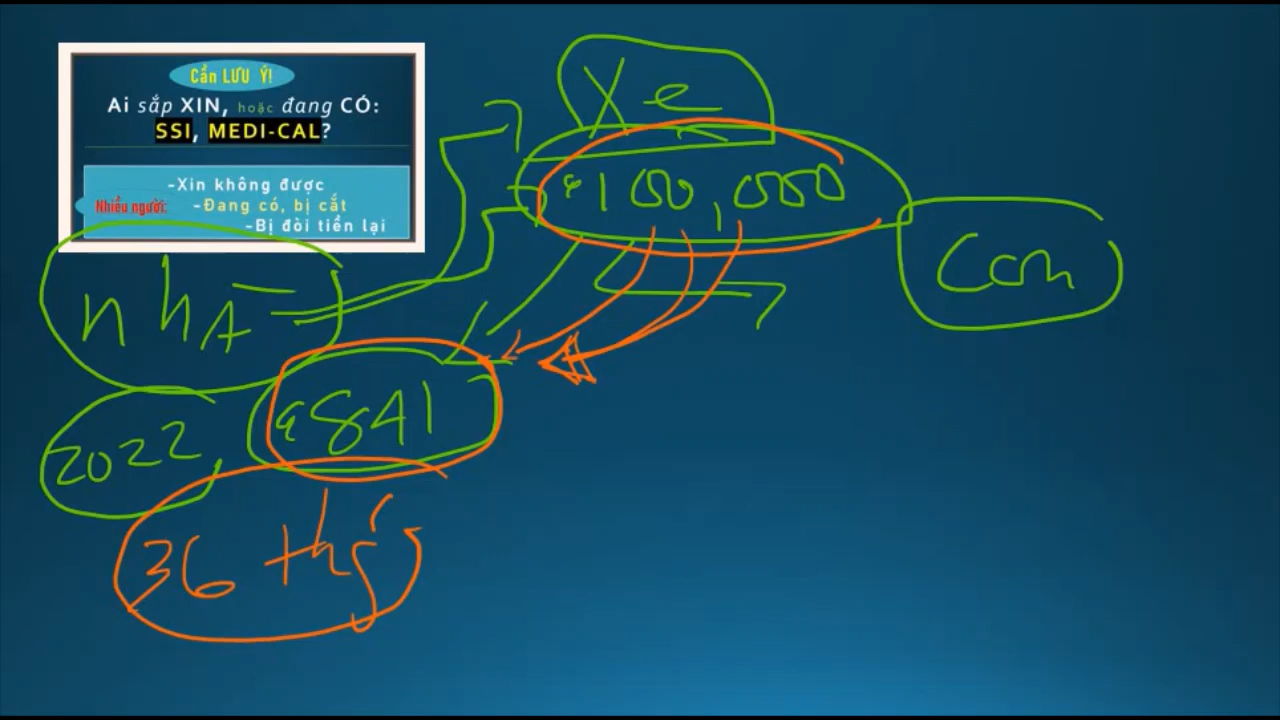 Cần LƯU Ý!
Ai sắp XIN, hoặc đang CÓ:
SSI, MEDI-CAL?
-Xin không được
Nhiều người: -Đang có, bị cắt
-Bị đòi tiền lại
Xe
$100,000
Con
nhà
2022, $841
36 thg